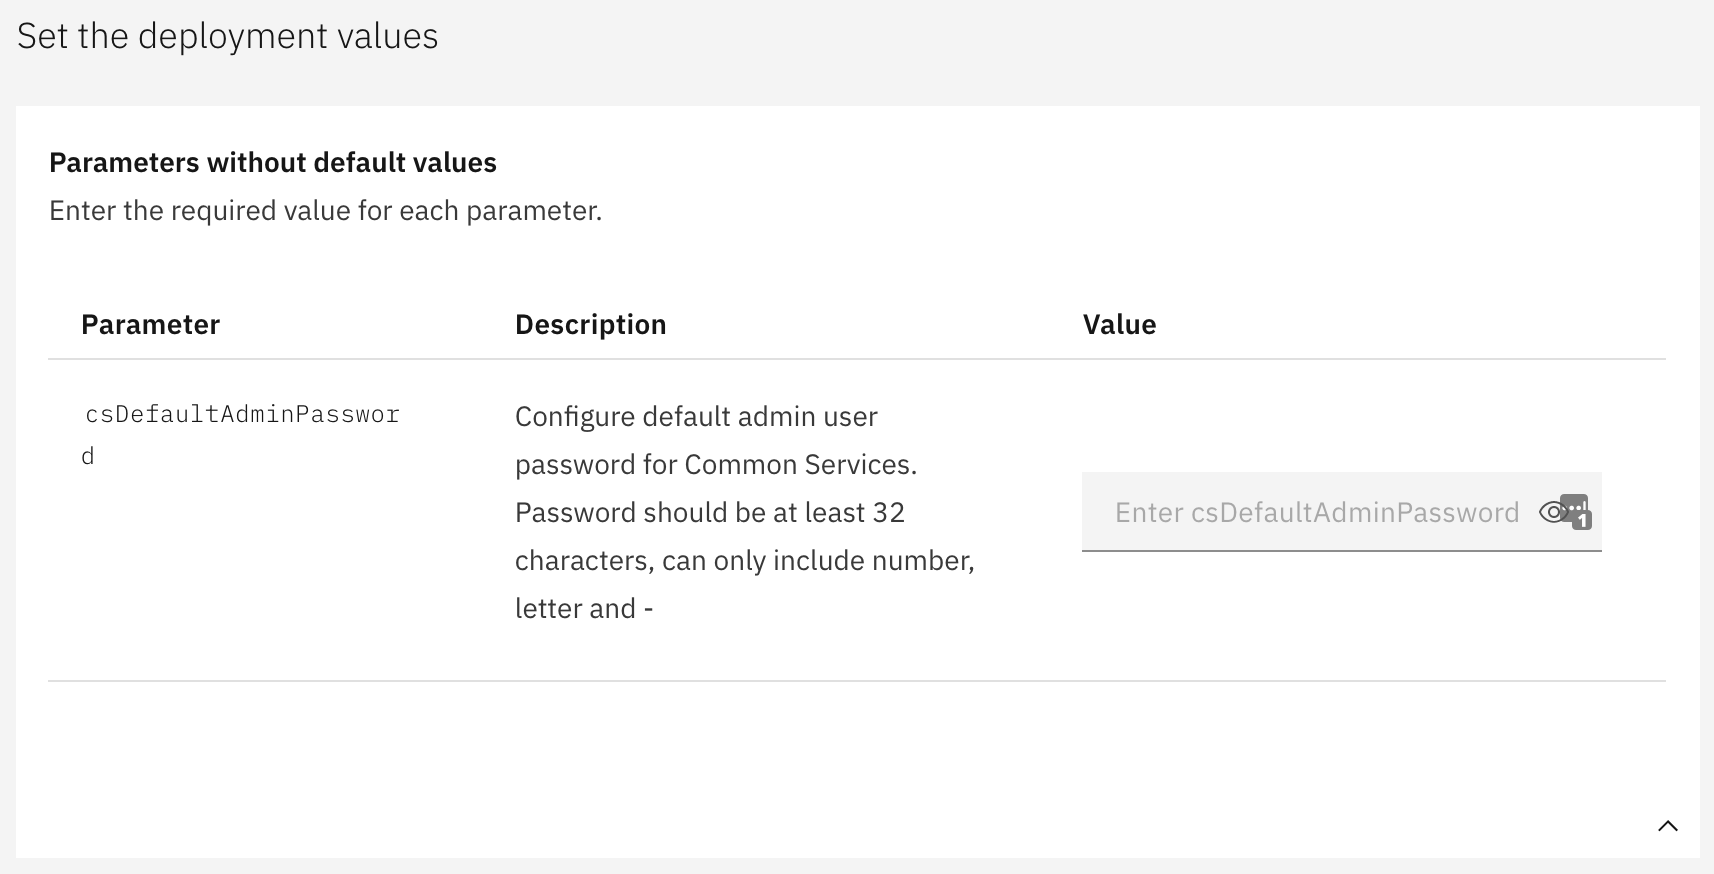 Set the deployment values
Parameters without default values
Enter the required value for each parameter.
Parameter Description Value
csDefaultAdminPasswor
d
Configure default admin user
password for Common Services.
Password should be at least 32
characters, can only include number,
letter and -
Enter csDefaultAdminPassword
1